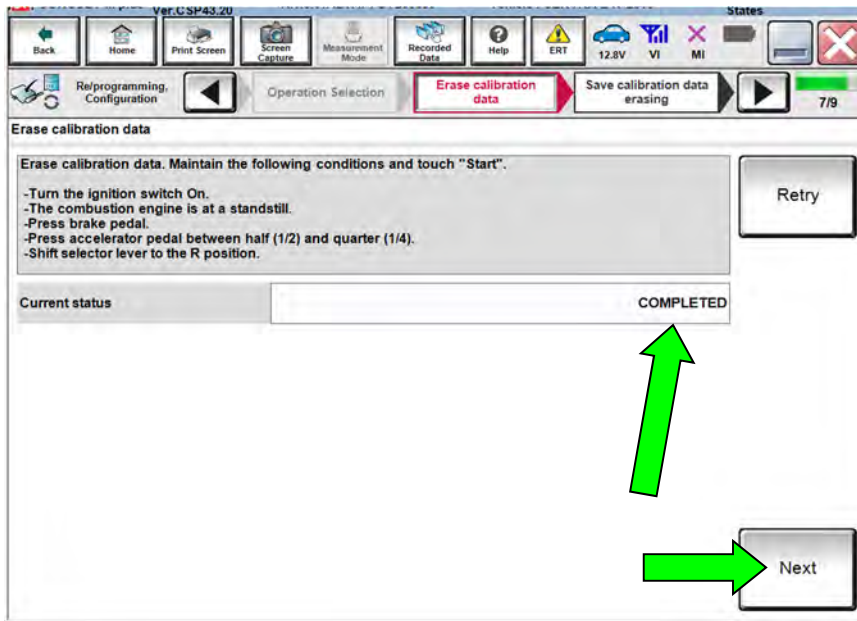 Ver.CSP43.20
States
Back
Home
Print Screen
Screen
Capture
Measurement
Mode
Recorded
Data
Help
ERT
12.8V
VI
MI
Re/programming,
Configuration
Operation Selection
Erase calibration
data
Save calibration data
erasing
7/9
Erase calibration data
Erase calibration data. Maintain the following conditions and touch "Start".
-Turn the ignition switch On.
-The combustion engine is at a standstill.
-Press brake pedal.
-Press accelerator pedal between half (1/2) and quarter (1/4).
-Shift selector lever to the R position.
Retry
Current status
COMPLETED
Next